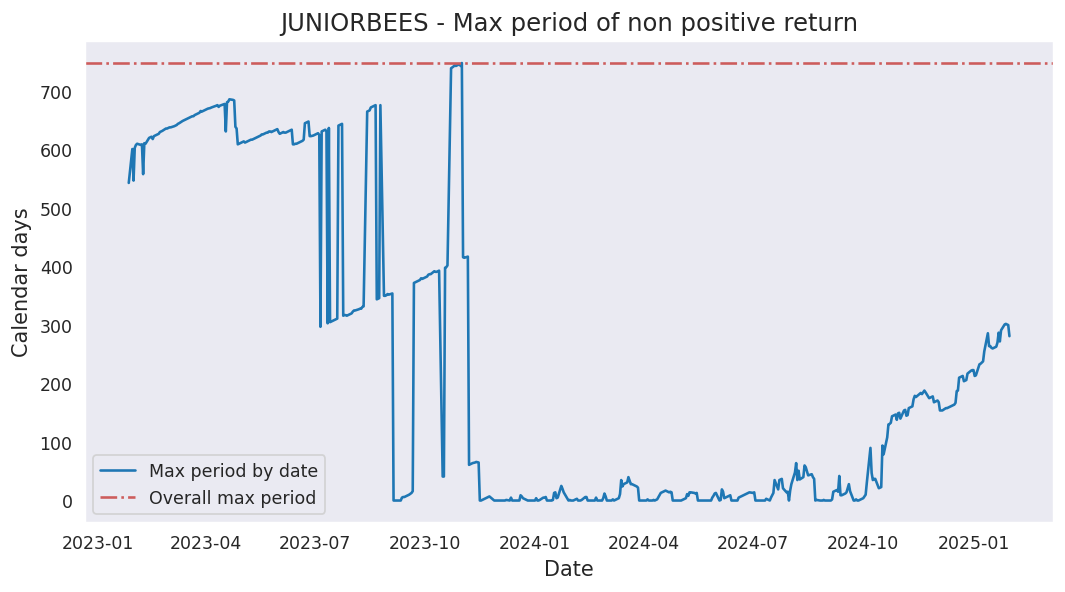 JUNIORBEES - Max period of non positive return
Calendar days
700
600
500
400
300
200
100
0
Max period by date
Overall max period
2023-01 2023-04 2023-07 2023-10 2024-01 2024-04 2024-07 2024-10 2025-01
Date